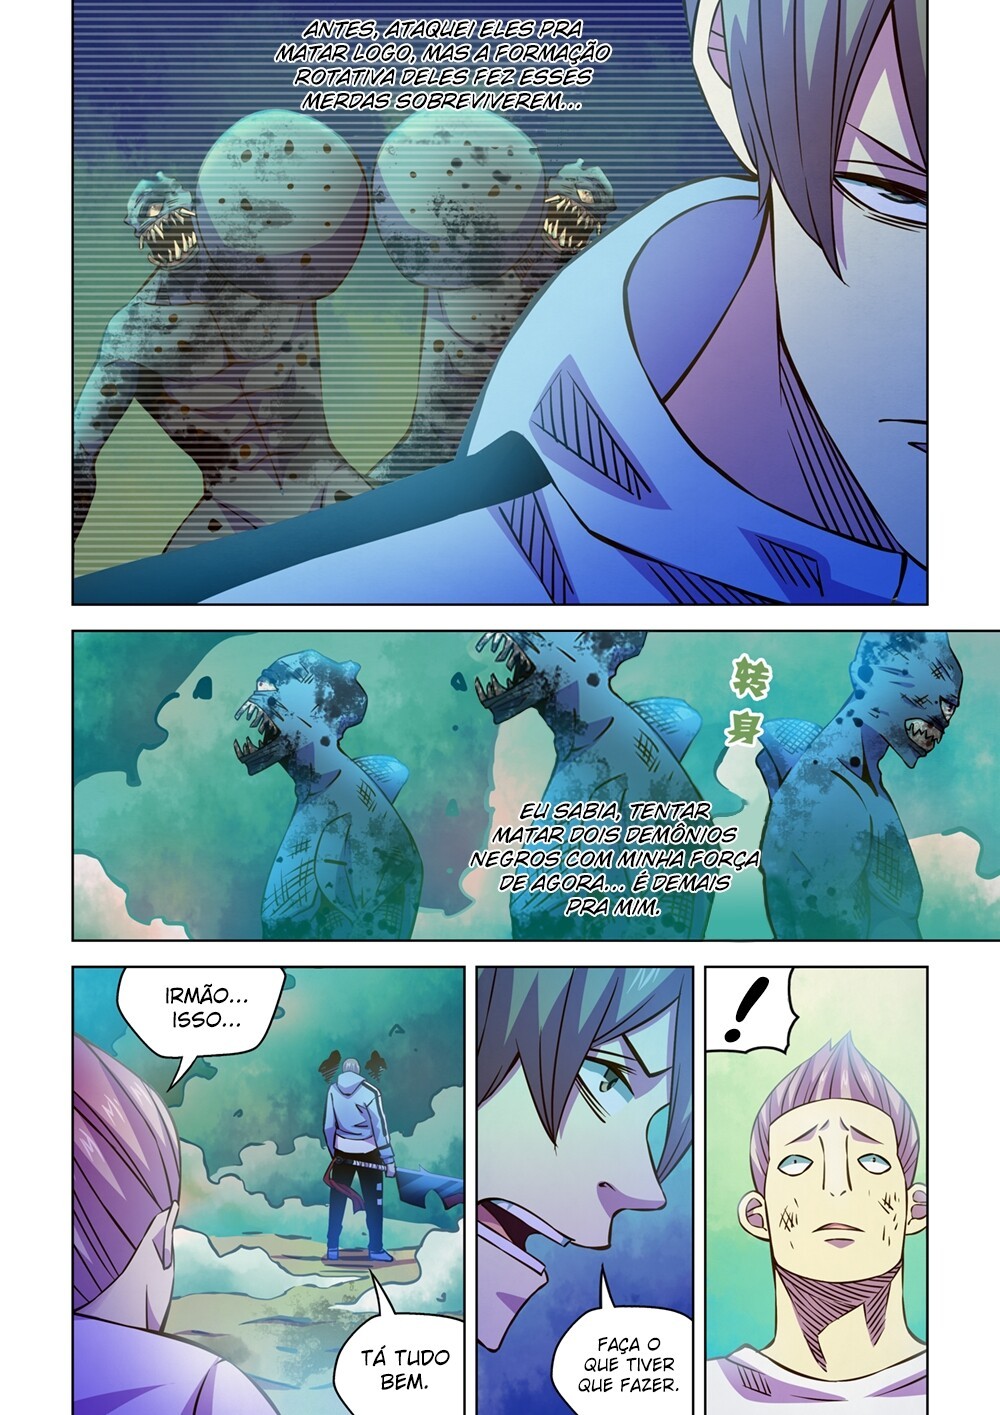 ANTES, ATAQUEI ELES PRA
MATAR LOGO, MAS A FORMAÇÃO
ROTATIVA DELES FEZ ESSES
MERDAS SOBREVIVEREM...
转
身
EU SABIA, TENTAR
MATAR DOIS DEMÔNIOS
NEGROS COM MINHA FORÇA
DE AGORA... É DEMAIS
PRA MIM.
IRMÃO...
ISSO...
TÁ TUDO
BEM.
FAÇA O
QUE TIVER
QUE FAZER.
!